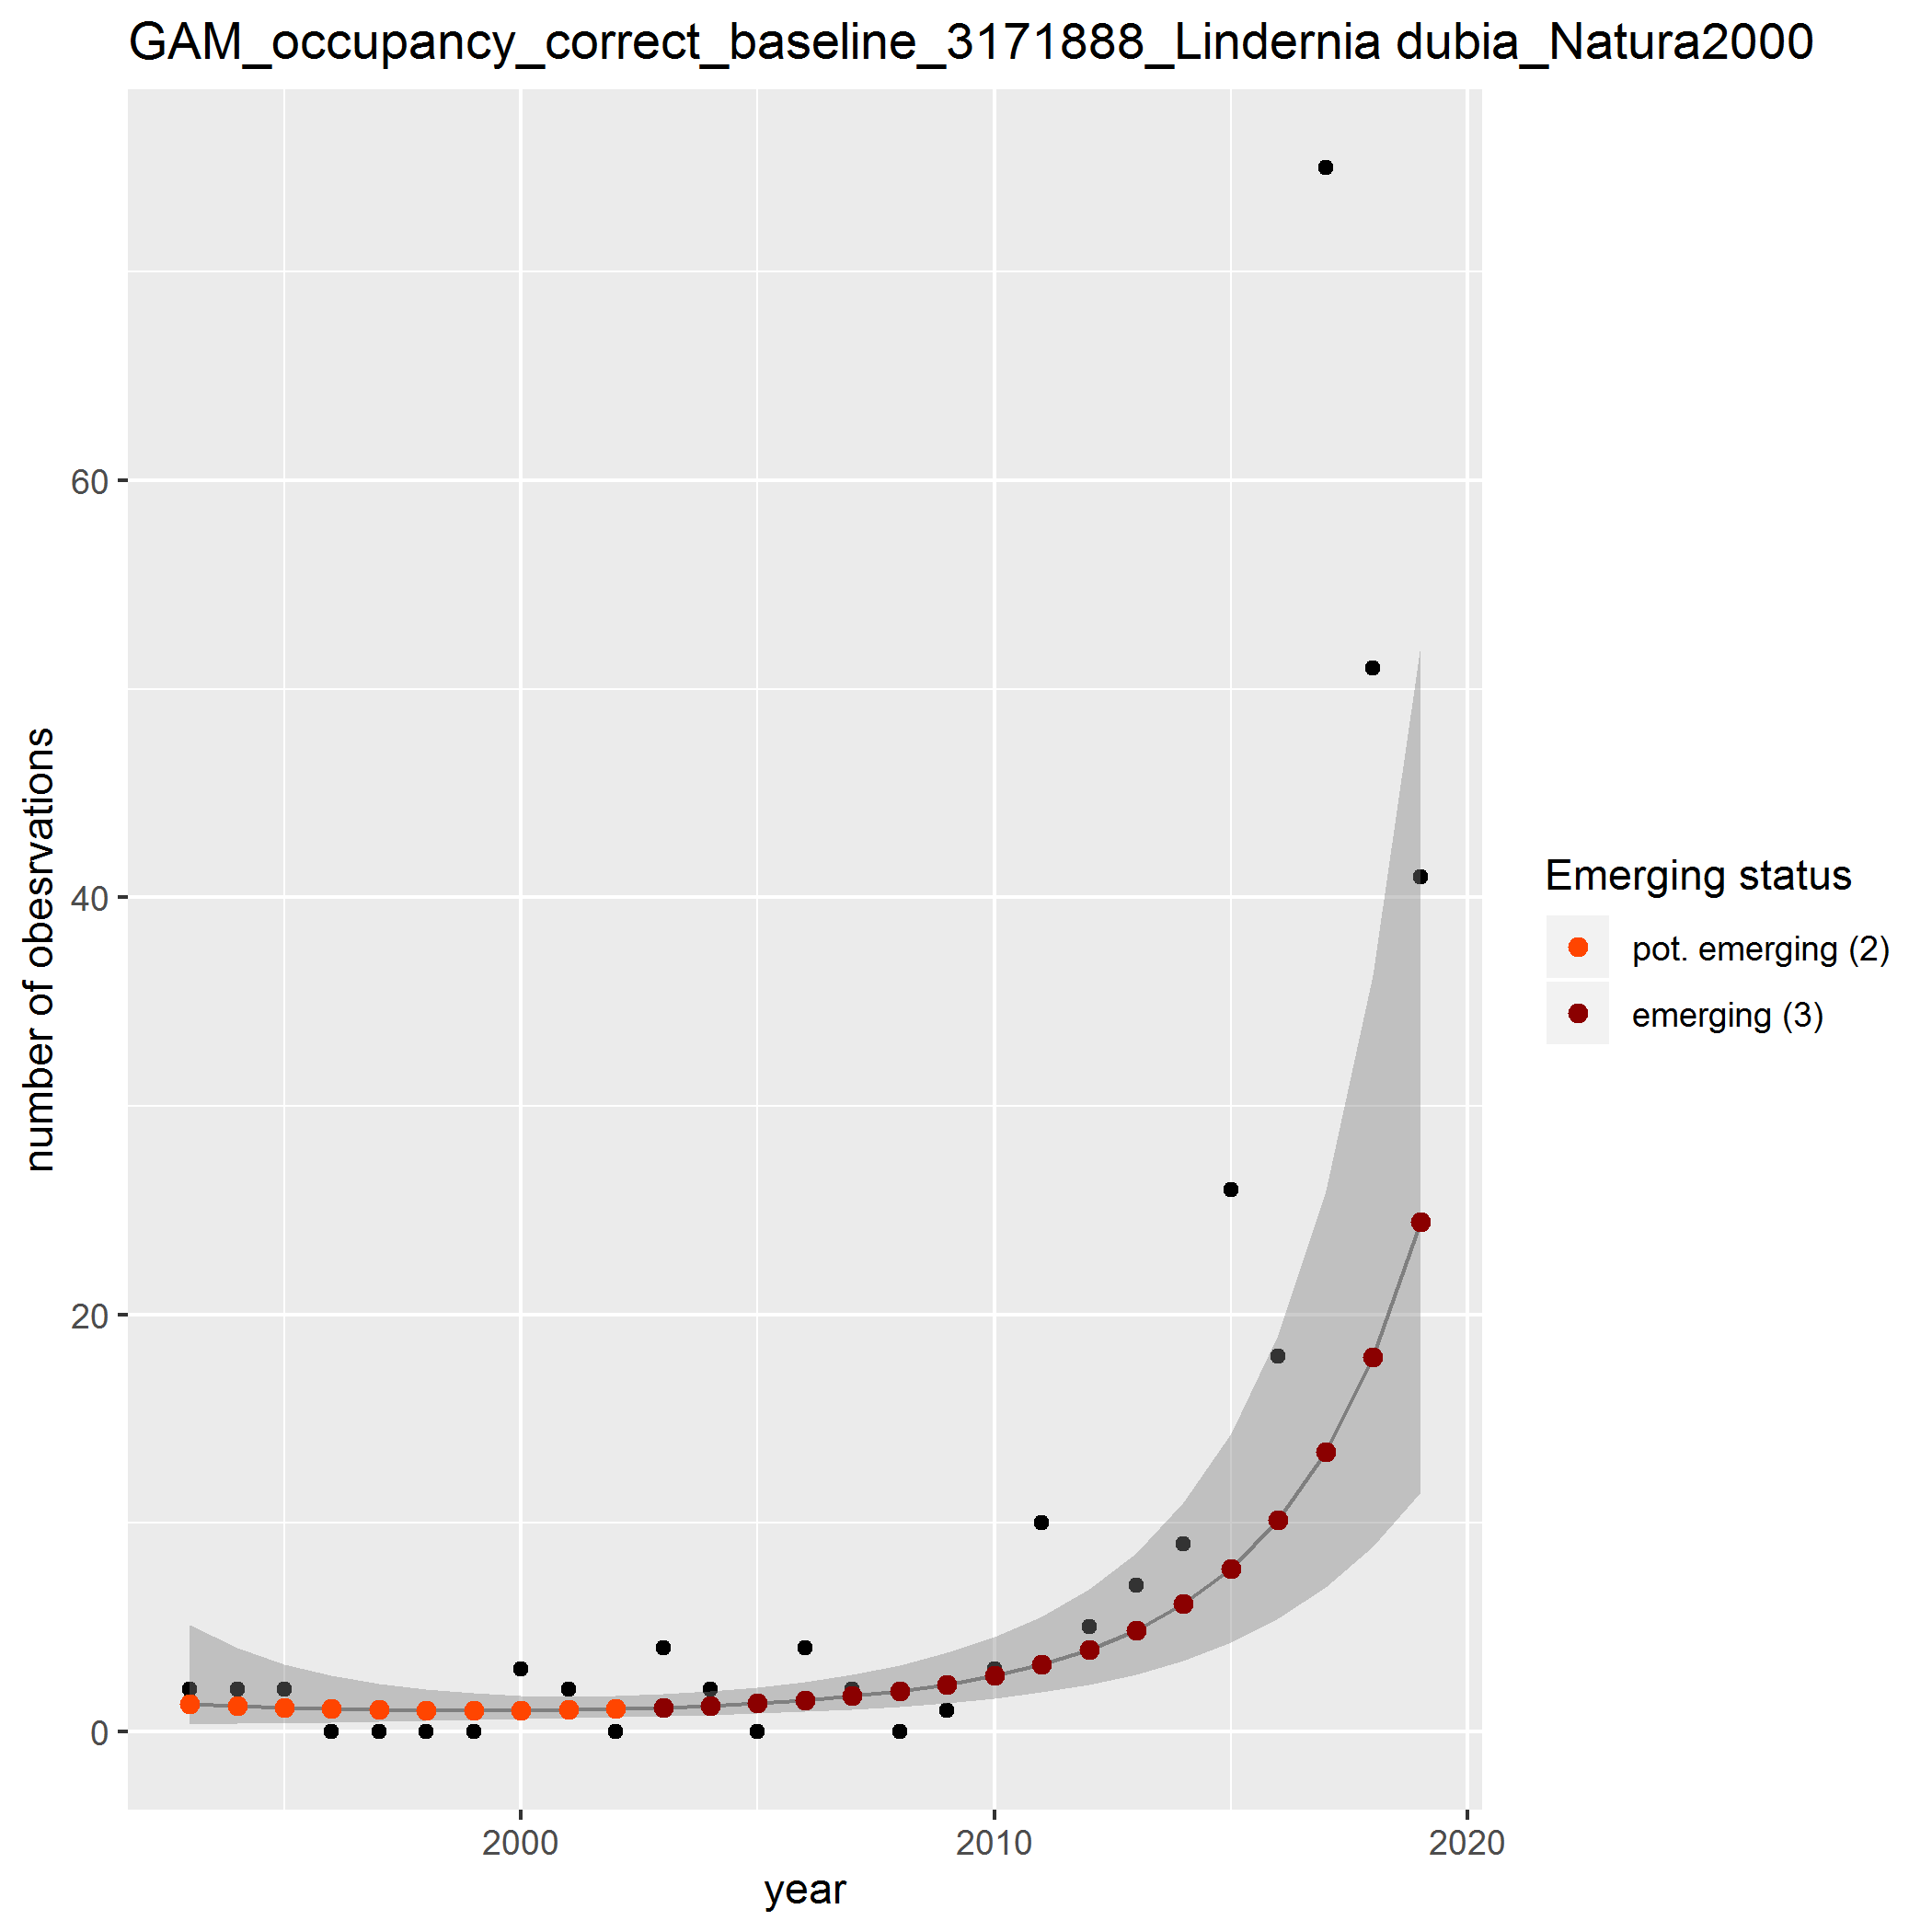 GAM_occupancy_correct_baseline_3171888_Lindernia dubia_Natura2000
60
40
20
0
number of obesrvations
2000
2010
2020
year
Emerging status
pot. emerging (2)
emerging (3)